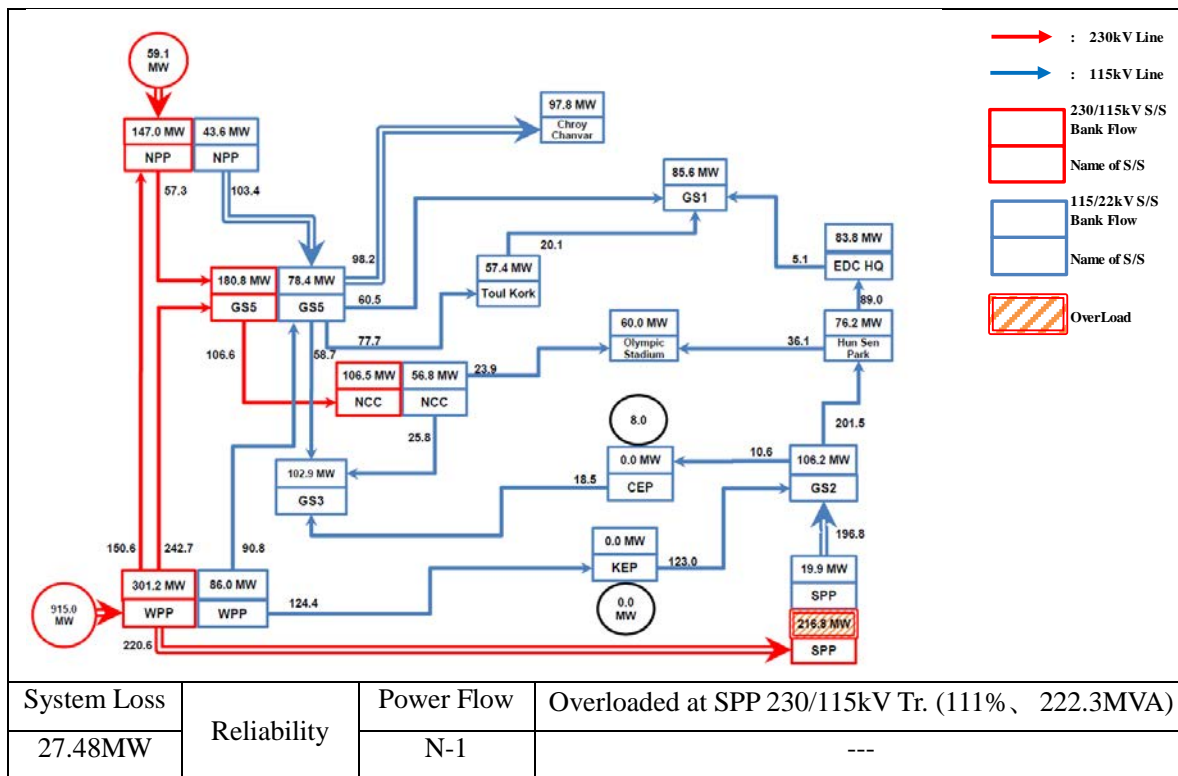 59.1
MW
: 230kV Line
: 115kV Line
230/115kV S/S
Bank Flow
Name of S/S
115/22kV S/S
Bank Flow
Name of S/S
OverLoad
147.0 MW
NPP
43.6 MW
NPP
57.3
103.4
97.8 MW
Chroy
Chanvar
85.6 MW
GS1
83.8 MW
EDC HQ
5.1
20.1
57.4 MW
Toul Kork
98.2
180.8 MW
GS5
78.4 MW
GS5
60.5
77.7
58.7
89.0
76.2 MW
Hun Sen
Park
36.1
60.0 MW
Olympic
Stadium
106.6
23.9
106.5 MW
NCC
56.8 MW
NCC
25.8
8.0
201.5
102.9 MW
GS3
18.5
0.0 MW
CEP
10.6
106.2 MW
GS2
150.6
242.7
90.8
0.0 MW
KEP
123.0
196.8
0.0
MW
124.4
915.0
MW
301.2 MW
WPP
86.0 MW
WPP
220.6
19.9 MW
SPP
216.8 MW
SPP
System Loss
27.48MW
Reliability
Power Flow
Overloaded at SPP 230/115kV Tr. (111%、 222.3MVA)
N-1
---